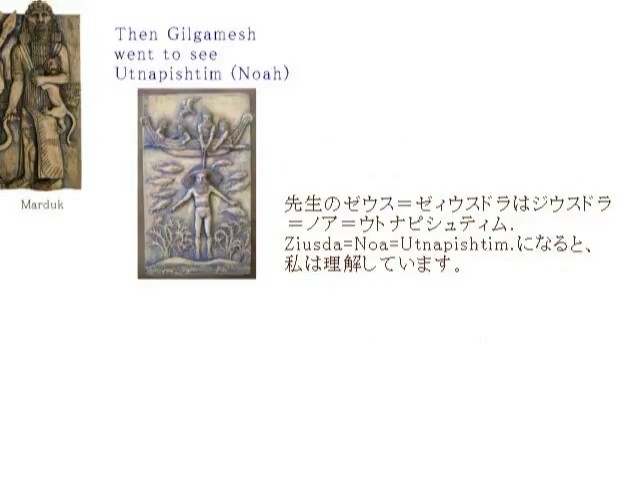 Then Gilgamesh
went to see
Utnapishtim (Noah)
Marduk
先生のゼウス＝ゼィウスドラはジウスドラ
＝ノア＝ウトナピシュティム.
Ziusda=Noa=Utnapishtim.になると、
私は理解しています。